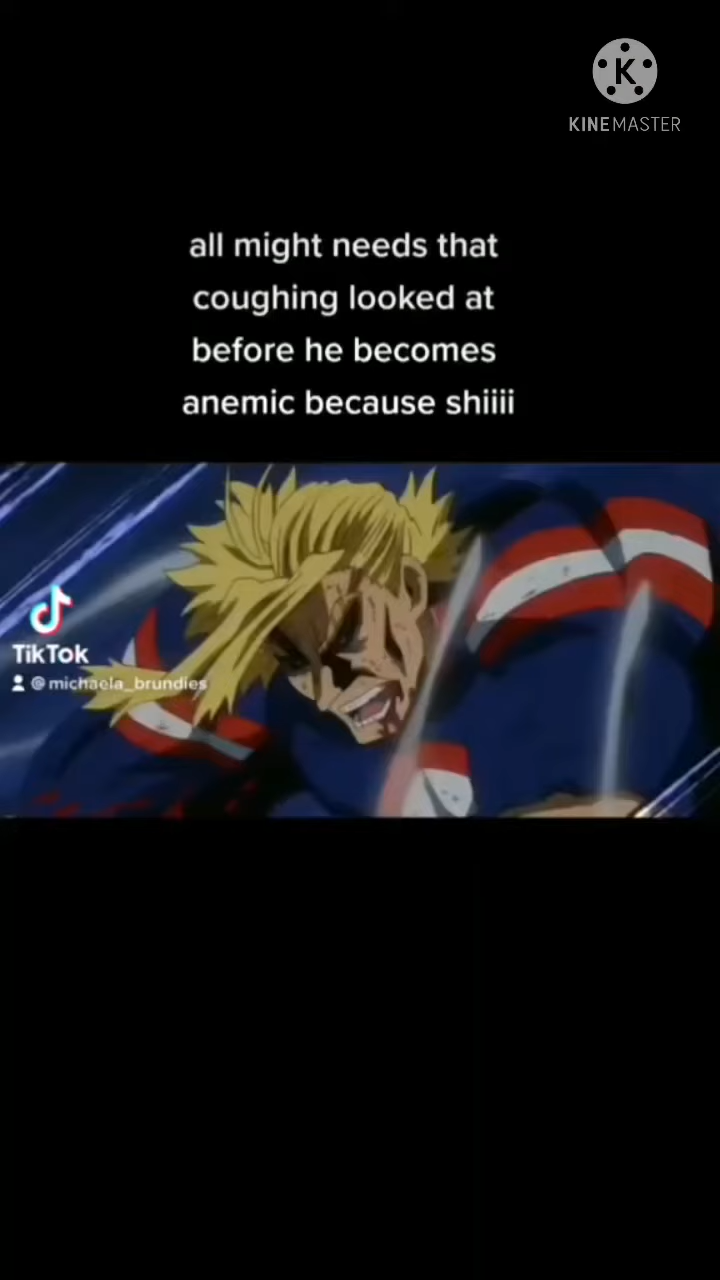 KINEMASTER
all might needs that
coughing looked at
before he becomes
anemic because shiiii
TikTok
@michaela_brundies